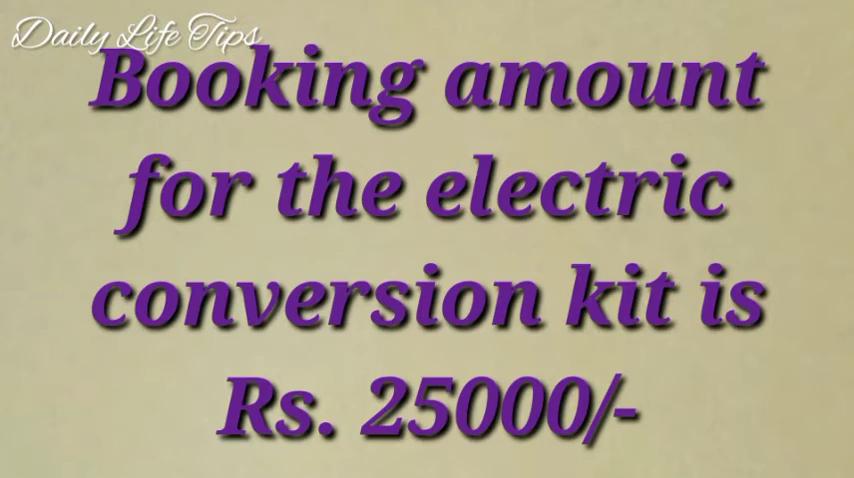 Daily Life Tips
Booking amount
for the electric
conversion kit is
Rs. 25000/-